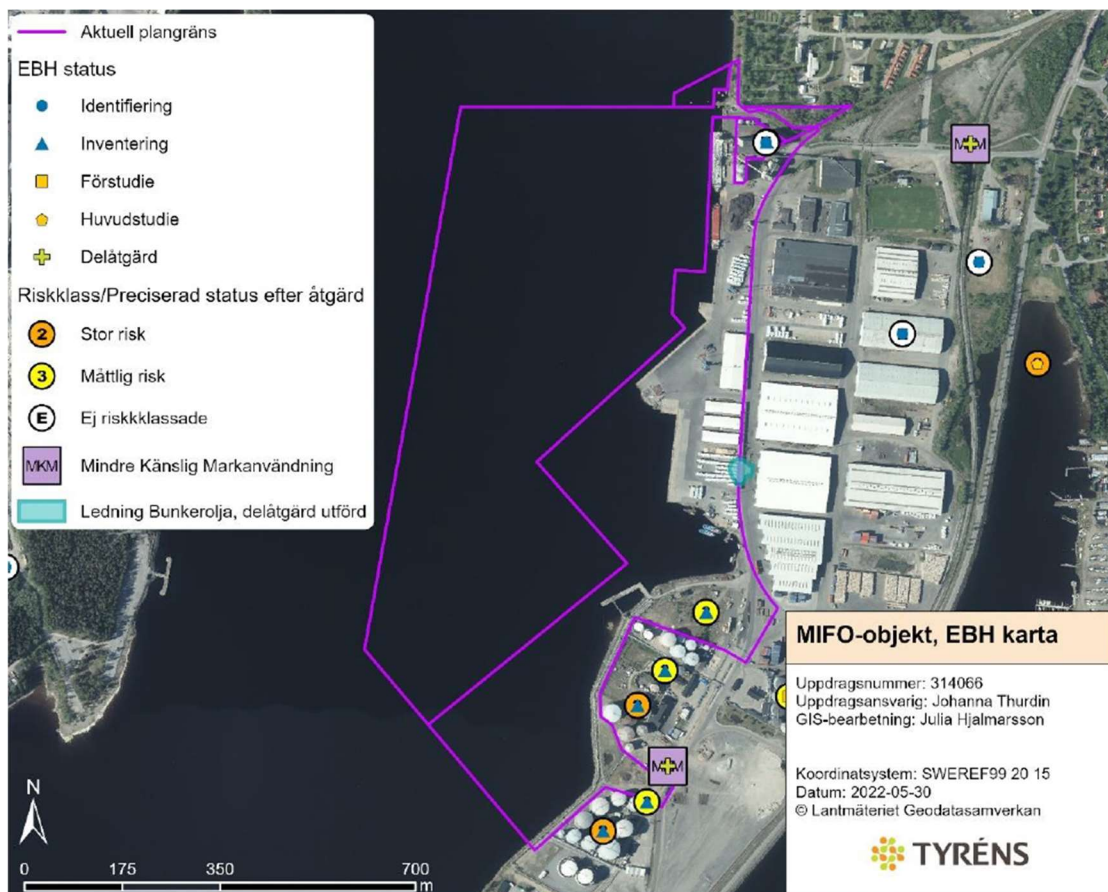 Aktuell plangräns
EBH status
Identifiering
Inventering
Förstudie
Huvudstudie
Delåtgärd
Riskklass/Preciserad status efter åtgärd
2 Stor risk
3 Måttlig risk
E Ej riskkklassade
MKM Mindre Känslig Markanvändning
Ledning Bunkerolja, delåtgärd utförd
MIFO-objekt, EBH karta
Uppdragsnummer: 314066
Uppdragsansvarig: Johanna Thurdin
GIS-bearbetning: Julia Hjalmarsson
Koordinatsystem: SWEREF99 20 15
Datum: 2022-05-30
© Lantmäteriet Geodatasamverkan
TYRÉNS
N
0 175 350 700
m